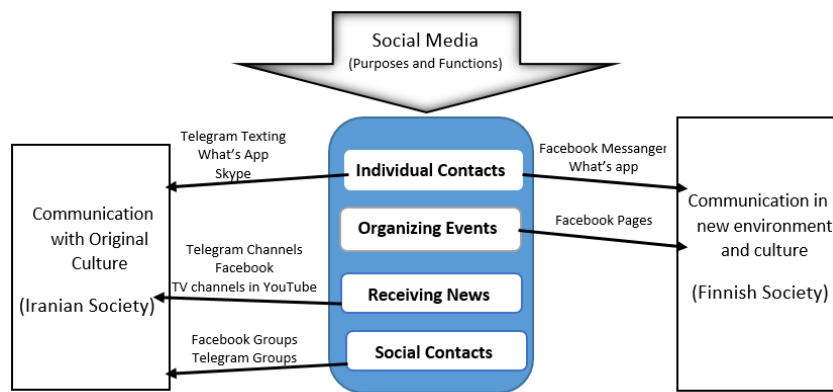 Social Media
(Purposes and Functions)
Telegram Texting
What's App
Skype
Individual Contacts
Facebook Messanger
What's app
Communication
with Original
Culture
(Iranian Society)
Organizing Events
Facebook Pages
Communication in
new environment
and culture
(Finnish Society)
Telegram Channels
Facebook
TV channels in YouTube
Receiving News
Facebook Groups
Telegram Groups
Social Contacts